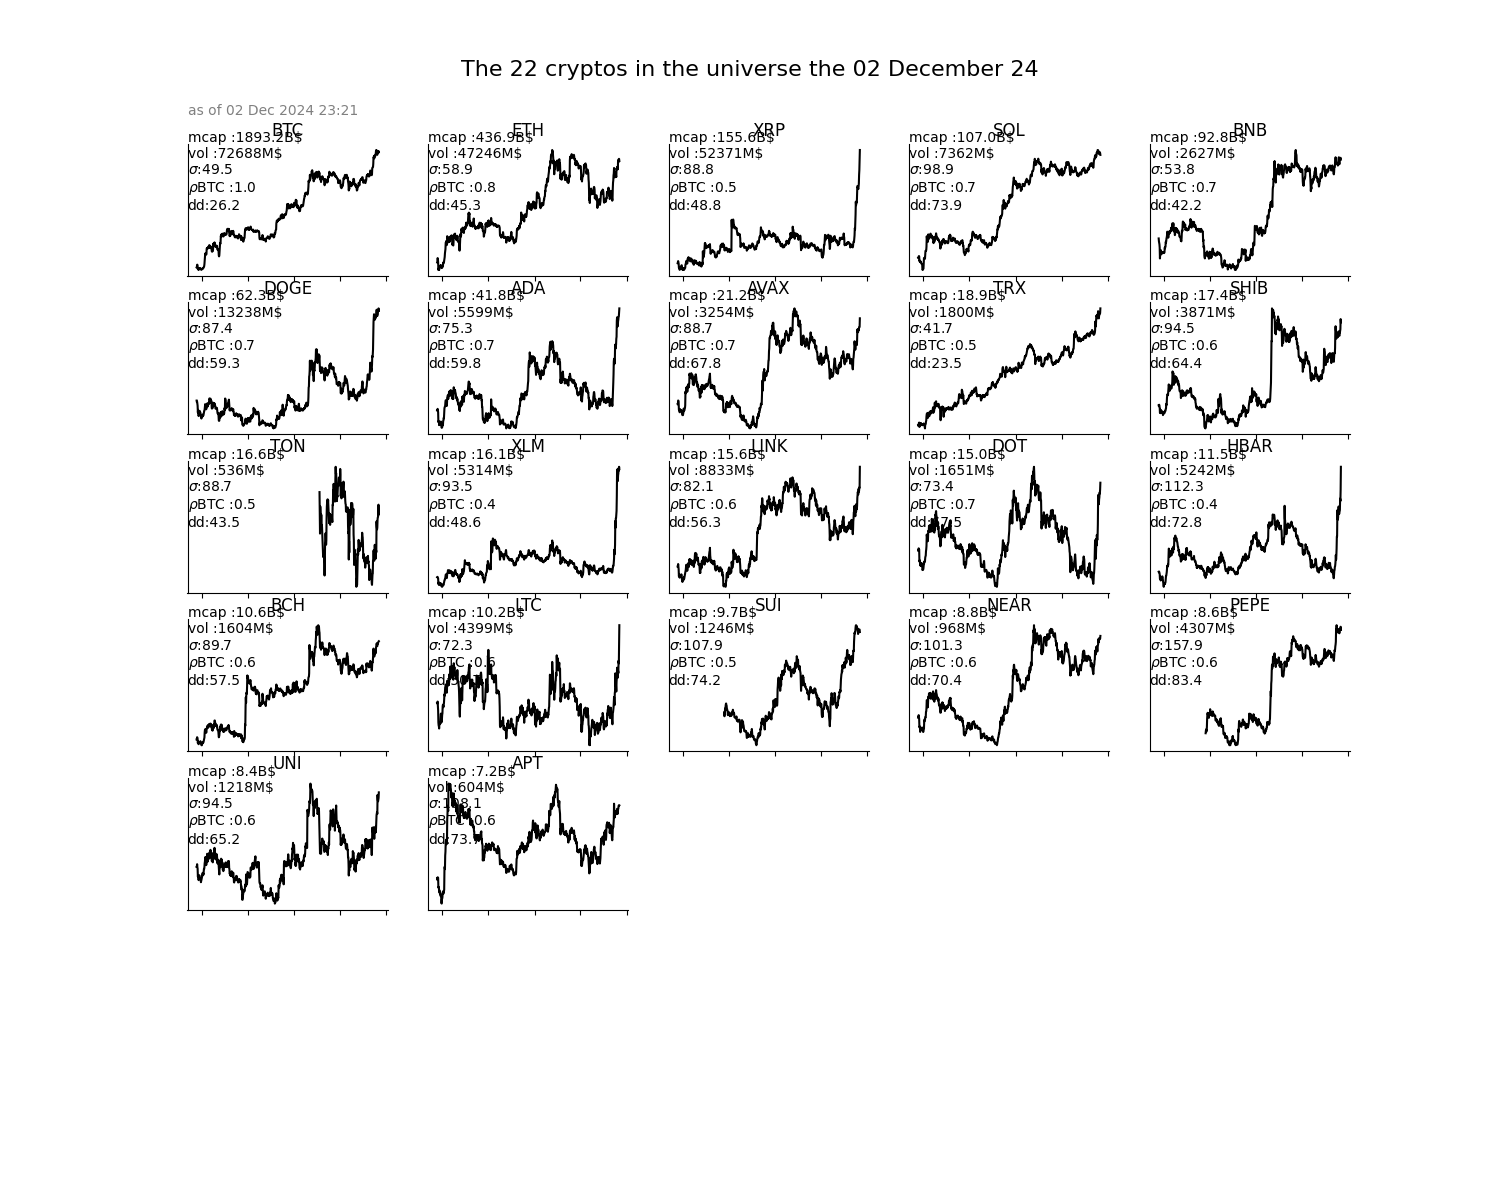 The 22 cryptos in the universe the 02 December 24
as of 02 Dec 2024 23:21
BTC
mcap :1893.2B$
vol :72688M$
σ:49.5
ρBTC :1.0
dd:26.2
ETH
mcap :436.9B$
vol :47246M$
σ:58.9
ρBTC :0.8
dd:45.3
XRP
mcap :155.6B$
vol :52371M$
σ:88.8
ρBTC :0.5
dd:48.8
SOL
mcap :107.0B$
vol :7362M$
σ:98.9
ρBTC :0.7
dd:73.9
BNB
mcap :92.8B$
vol :2627M$
σ:53.8
ρBTC :0.7
dd:42.2
DOGE
mcap :62.3B$
vol :13238M$
σ:87.4
ρBTC :0.7
dd:59.3
ADA
mcap :41.8B$
vol :5599M$
σ:75.3
ρBTC :0.7
dd:59.8
AVAX
mcap :21.2B$
vol :3254M$
σ:88.7
ρBTC :0.7
dd:67.8
TRX
mcap :18.9B$
vol :1800M$
σ:41.7
ρBTC :0.5
dd:23.5
SHIB
mcap :17.4B$
vol :3871M$
σ:94.5
ρBTC :0.6
dd:64.4
TON
mcap :16.6B$
vol :536M$
σ:88.7
ρBTC :0.5
dd:43.5
XLM
mcap :16.1B$
vol :5314M$
σ:93.5
ρBTC :0.4
dd:48.6
LINK
mcap :15.6B$
vol :8833M$
σ:82.1
ρBTC :0.6
dd:56.3
DOT
mcap :15.0B$
vol :1651M$
σ:73.4
ρBTC :0.7
HBAR
mcap :11.5B$
vol :5242M$
σ:112.3
ρBTC :0.4
dd:72.8
BCH
mcap :10.6B$
vol :1604M$
σ:89.7
ρBTC :0.6
dd:57.5
LTC
mcap :10.2B$
vol :4399M$
σ:72.3
ρBTC :0.6
SUI
mcap :9.7B$
vol :1246M$
σ:107.9
ρBTC :0.5
dd:74.2
NEAR
mcap :8.8B$
vol :968M$
σ:101.3
ρBTC :0.6
dd:70.4
PEPE
mcap :8.6B$
vol :4307M$
σ:157.9
ρBTC :0.6
dd:83.4
UNI
mcap :8.4B$
vol :1218M$
σ:94.5
ρBTC :0.6
dd:65.2
APT
mcap :7.2B$
vol :604M$
σ:108.1
ρBTC :0.6